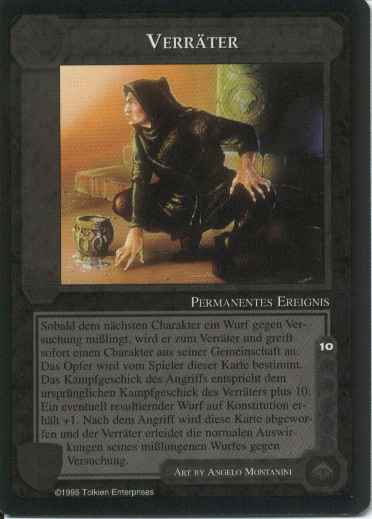 VERRÄTER
PERMANENTES EREIGNIS
Sobald dem nächsten Charakter ein Wurf gegen Ver-
suchung mißlingt, wird er zum Verräter und greift
sofort einen Charakter aus seiner Gemeinschaft an.
Das Opfer wird vom Spieler dieser Karte bestimmt.
Das Kampfgeschick des Angriffs entspricht dem
ursprünglichen Kampfgeschick des Verräters plus 10.
Ein eventuell resultierender Wurf auf Konstitution er-
hält +1. Nach dem Angriff wird diese Karte abgewor-
fen und der Verräter erleidet die normalen Auswir-
kungen seines mißlungenen Wurfes gegen
Versuchung.
10
ART BY ANGELO MONTANINI
©1995 Tolkien Enterprises